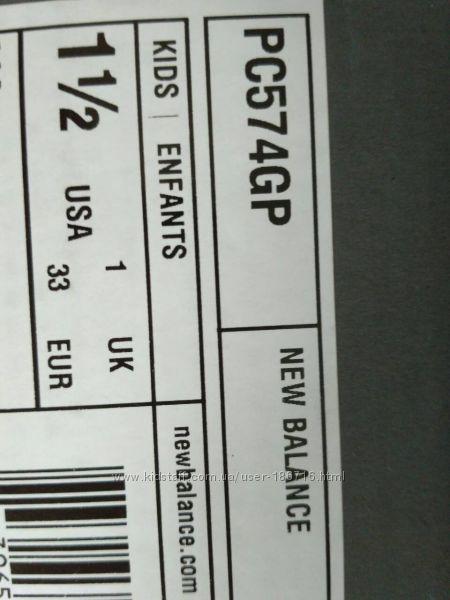 PC574GP
NEW BALANCE
KIDS | ENFANTS
newbalance.com
1 1/2 USA
1 UK
33 EUR
www.kidstaff.com.ua/user-186716.html